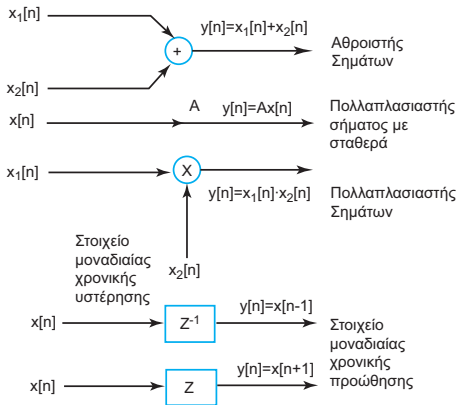 x₁[n]
y[n]=x₁[n]+x₂[n]
+
Αθροιστής
Σημάτων
x₂[n]
x[n]
A
y[n]=Ax[n]
Πολλαπλασιαστής
σήματος με
σταθερά
x₁[n]
X
y[n]=x₁[n]·x₂[n]
Πολλαπλασιαστής
Σημάτων
x₂[n]
Στοιχείο
μοναδιαίας
χρονικής
υστέρησης
x[n]
Z⁻¹
y[n]=x[n-1]
Στοιχείο
μοναδιαίας
χρονικής
προώθησης
x[n]
Z
y[n]=x[n+1]